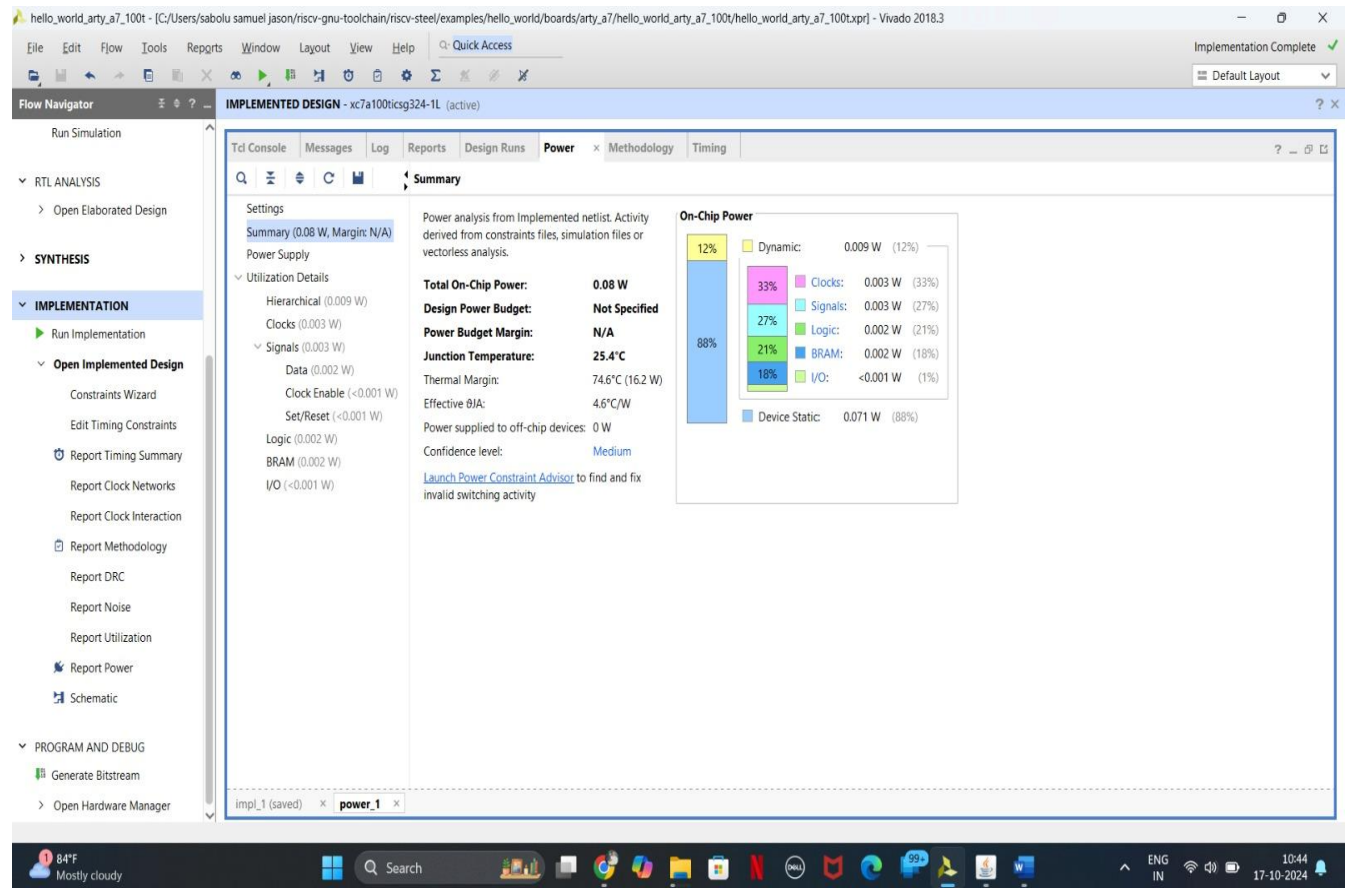 hello_world_arty_a7_100t - [C:/Users/sabolu samuel jason/riscv-gnu-toolchain/riscv-steel/examples/hello_world/boards/arty_a7/hello_world_arty_a7_100t/hello_world_arty_a7_100t.xpr] - Vivado 2018.3
File Edit Flow Tools Reports Window Layout View Help Quick Access
Implementation Complete
Default Layout
Flow Navigator
IMPLEMENTED DESIGN - xc7a100ticsg324-1L (active)
Run Simulation
RTL ANALYSIS
Open Elaborated Design
SYNTHESIS
IMPLEMENTATION
Run Implementation
Open Implemented Design
Constraints Wizard
Edit Timing Constraints
Report Timing Summary
Report Clock Networks
Report Clock Interaction
Report Methodology
Report DRC
Report Noise
Report Utilization
Report Power
Schematic
PROGRAM AND DEBUG
Generate Bitstream
Open Hardware Manager
Tcl Console Messages Log Reports Design Runs Power Methodology Timing
Summary
Settings
Summary (0.08 W, Margin: N/A)
Power Supply
Utilization Details
Hierarchical (0.009 W)
Clocks (0.003 W)
Signals (0.003 W)
Data (0.002 W)
Clock Enable (<0.001 W)
Set/Reset (<0.001 W)
Logic (0.002 W)
BRAM (0.002 W)
I/O (<0.001 W)
Power analysis from Implemented netlist. Activity
derived from constraints files, simulation files or
vectorless analysis.
Total On-Chip Power: 0.08 W
Design Power Budget: Not Specified
Power Budget Margin: N/A
Junction Temperature: 25.4°C
Thermal Margin: 74.6°C (16.2 W)
Effective ϑJA: 4.6°C/W
Power supplied to off-chip devices: 0 W
Confidence level: Medium
Launch Power Constraint Advisor to find and fix
invalid switching activity
On-Chip Power
12%
88%
Dynamic: 0.009 W (12%)
33% Clocks: 0.003 W (33%)
27% Signals: 0.003 W (27%)
21% Logic: 0.002 W (21%)
18% BRAM: 0.002 W (18%)
I/O: <0.001 W (1%)
Device Static: 0.071 W (88%)
impl_1 (saved) power_1
1
84°F
Mostly cloudy
Search
DELL
99+
ENG
IN
10:44
17-10-2024